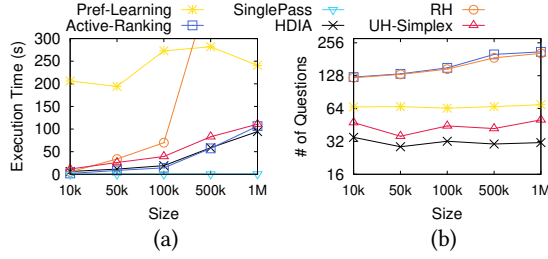 Pref-Learning SinglePass RH
Active-Ranking HDIA UH-Simplex
300
250
200
150
100
50
0
Execution Time (s)
10k 50k 100k 500k 1M
Size
(a)
256
128
64
32
16
# of Questions
10k 50k 100k 500k 1M
Size
(b)